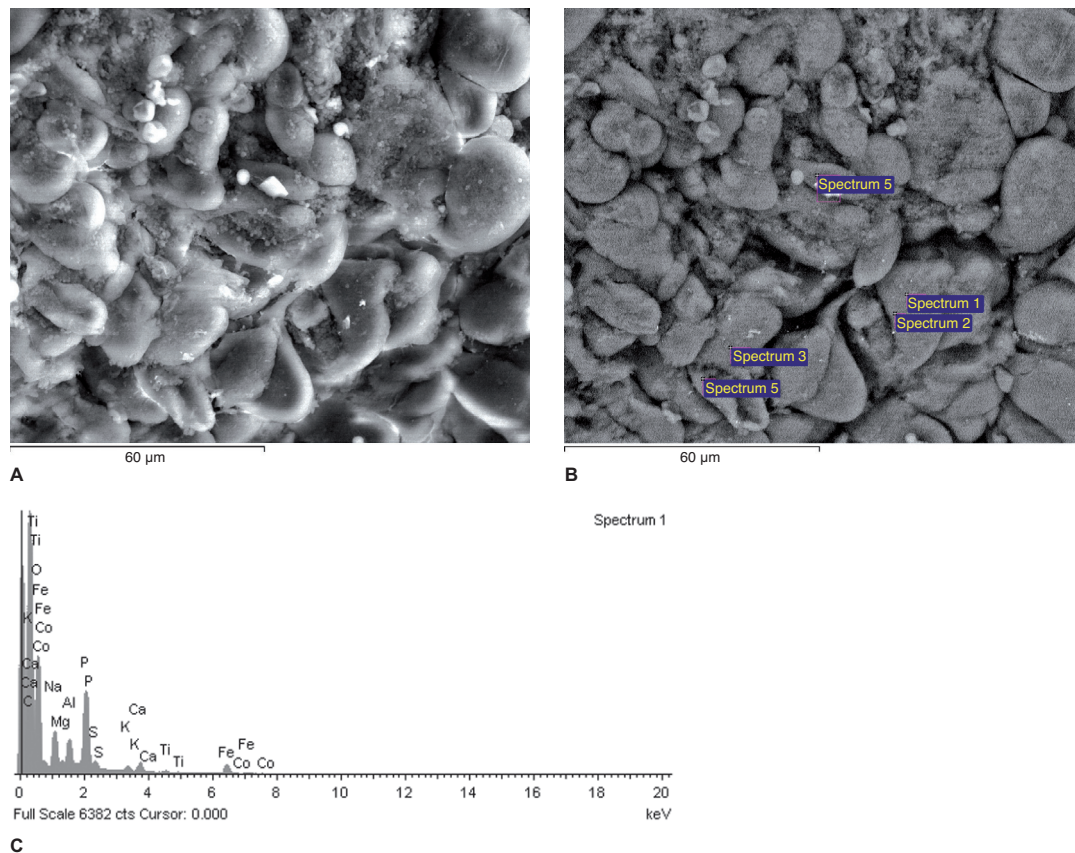 60 µm
A
Spectrum 5
Spectrum 1
Spectrum 2
Spectrum 3
Spectrum 5
60 µm
B
Spectrum 1
Ti
Ti
O
Fe
Fe
K
Co
Co
Ca
Ca
C
Na
Mg
Al
P
P
S
S
K
Ca
K
Ca
Ti
Ti
Fe
Fe
Co
Co
0 2 4 6 8 10 12 14 16 18 20
Full Scale 6382 cts Cursor: 0.000 keV
C